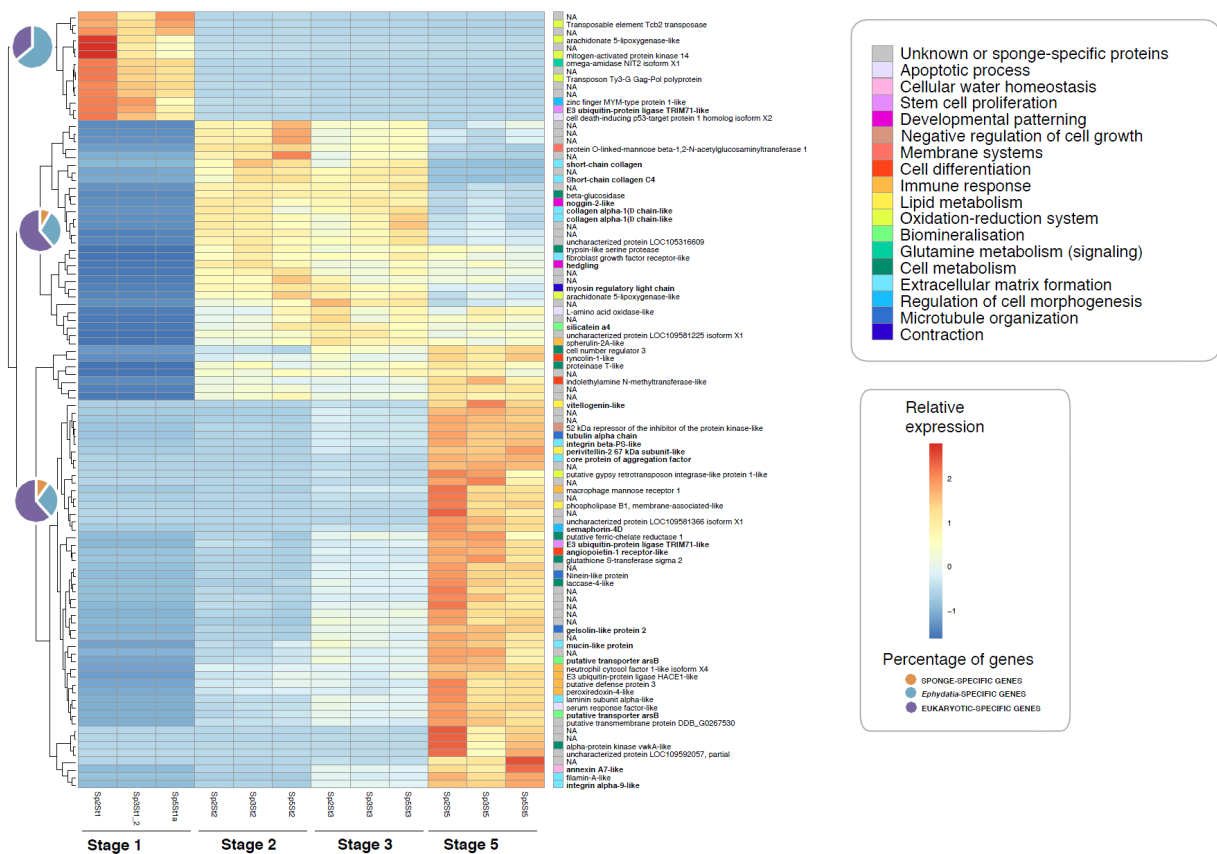 NA
Transposable element Tcb2 transposase
NA
arachidonate 5-lipoxygenase-like
NA
mitogen-activated protein kinase 14
omega-amidase NIT2 isoform X1
NA
Transposon Ty3-G Gag-Pol polyprotein
NA
NA
zinc finger MYM-type protein 1-like
E3 ubiquitin-protein ligase TRIM71-like
cell death-inducing p53-target protein 1 homolog isoform X2
NA
NA
NA
protein O-linked-mannose beta-1,2-N-acetylglucosaminyltransferase 1
NA
short-chain collagen
NA
Short-chain collagen C4
NA
beta-glucosidase
noggin-2-like
collagen alpha-1(I) chain-like
collagen alpha-1(I) chain-like
NA
NA
uncharacterized protein LOC105316609
trypsin-like serine protease
fibroblast growth factor receptor-like
hedgling
NA
NA
myosin regulatory light chain
arachidonate 5-lipoxygenase-like
NA
L-amino acid oxidase-like
NA
silicatein a4
uncharacterized protein LOC109581225 isoform X1
spherulin-2A-like
cell number regulator 3
ryncolin-1-like
proteinase T-like
NA
indolethylamine N-methyltransferase-like
NA
NA
vitellogenin-like
NA
NA
52 kDa repressor of the inhibitor of the protein kinase-like
tubulin alpha chain
integrin beta-PS-like
perivitellin-2 67 kDa subunit-like
core protein of aggregation factor
NA
putative gypsy retrotransposon integrase-like protein 1-like
NA
macrophage mannose receptor 1
NA
phospholipase B1, membrane-associated-like
NA
uncharacterized protein LOC109581366 isoform X1
semaphorin-4D
putative ferric-chelate reductase 1
E3 ubiquitin-protein ligase TRIM71-like
angiopoietin-1 receptor-like
glutathione S-transferase sigma 2
NA
Ninein-like protein
laccase-4-like
NA
NA
NA
NA
NA
gelsolin-like protein 2
NA
mucin-like protein
NA
putative transporter arsB
neutrophil cytosol factor 1-like isoform X4
E3 ubiquitin-protein ligase HACE1-like
putative defense protein 3
peroxiredoxin-4-like
laminin subunit alpha-like
serum response factor-like
putative transporter arsB
putative transmembrane protein DDB_G0267530
NA
NA
alpha-protein kinase vwkA-like
uncharacterized protein LOC109592057, partial
NA
annexin A7-like
filamin-A-like
integrin alpha-9-like
Sp2St1
Sp3St1_2
Sp5St1a
Sp2St2
Sp3St2
Sp5St2
Sp2St3
Sp3St3
Sp5St3
Sp2St5
Sp3St5
Sp5St5
Stage 1
Stage 2
Stage 3
Stage 5
Unknown or sponge-specific proteins
Apoptotic process
Cellular water homeostasis
Stem cell proliferation
Developmental patterning
Negative regulation of cell growth
Membrane systems
Cell differentiation
Immune response
Lipid metabolism
Oxidation-reduction system
Biomineralisation
Glutamine metabolism (signaling)
Cell metabolism
Extracellular matrix formation
Regulation of cell morphogenesis
Microtubule organization
Contraction
Relative
expression
2
1
0
−1
Percentage of genes
SPONGE-SPECIFIC GENES
Ephydatia-SPECIFIC GENES
EUKARYOTIC-SPECIFIC GENES